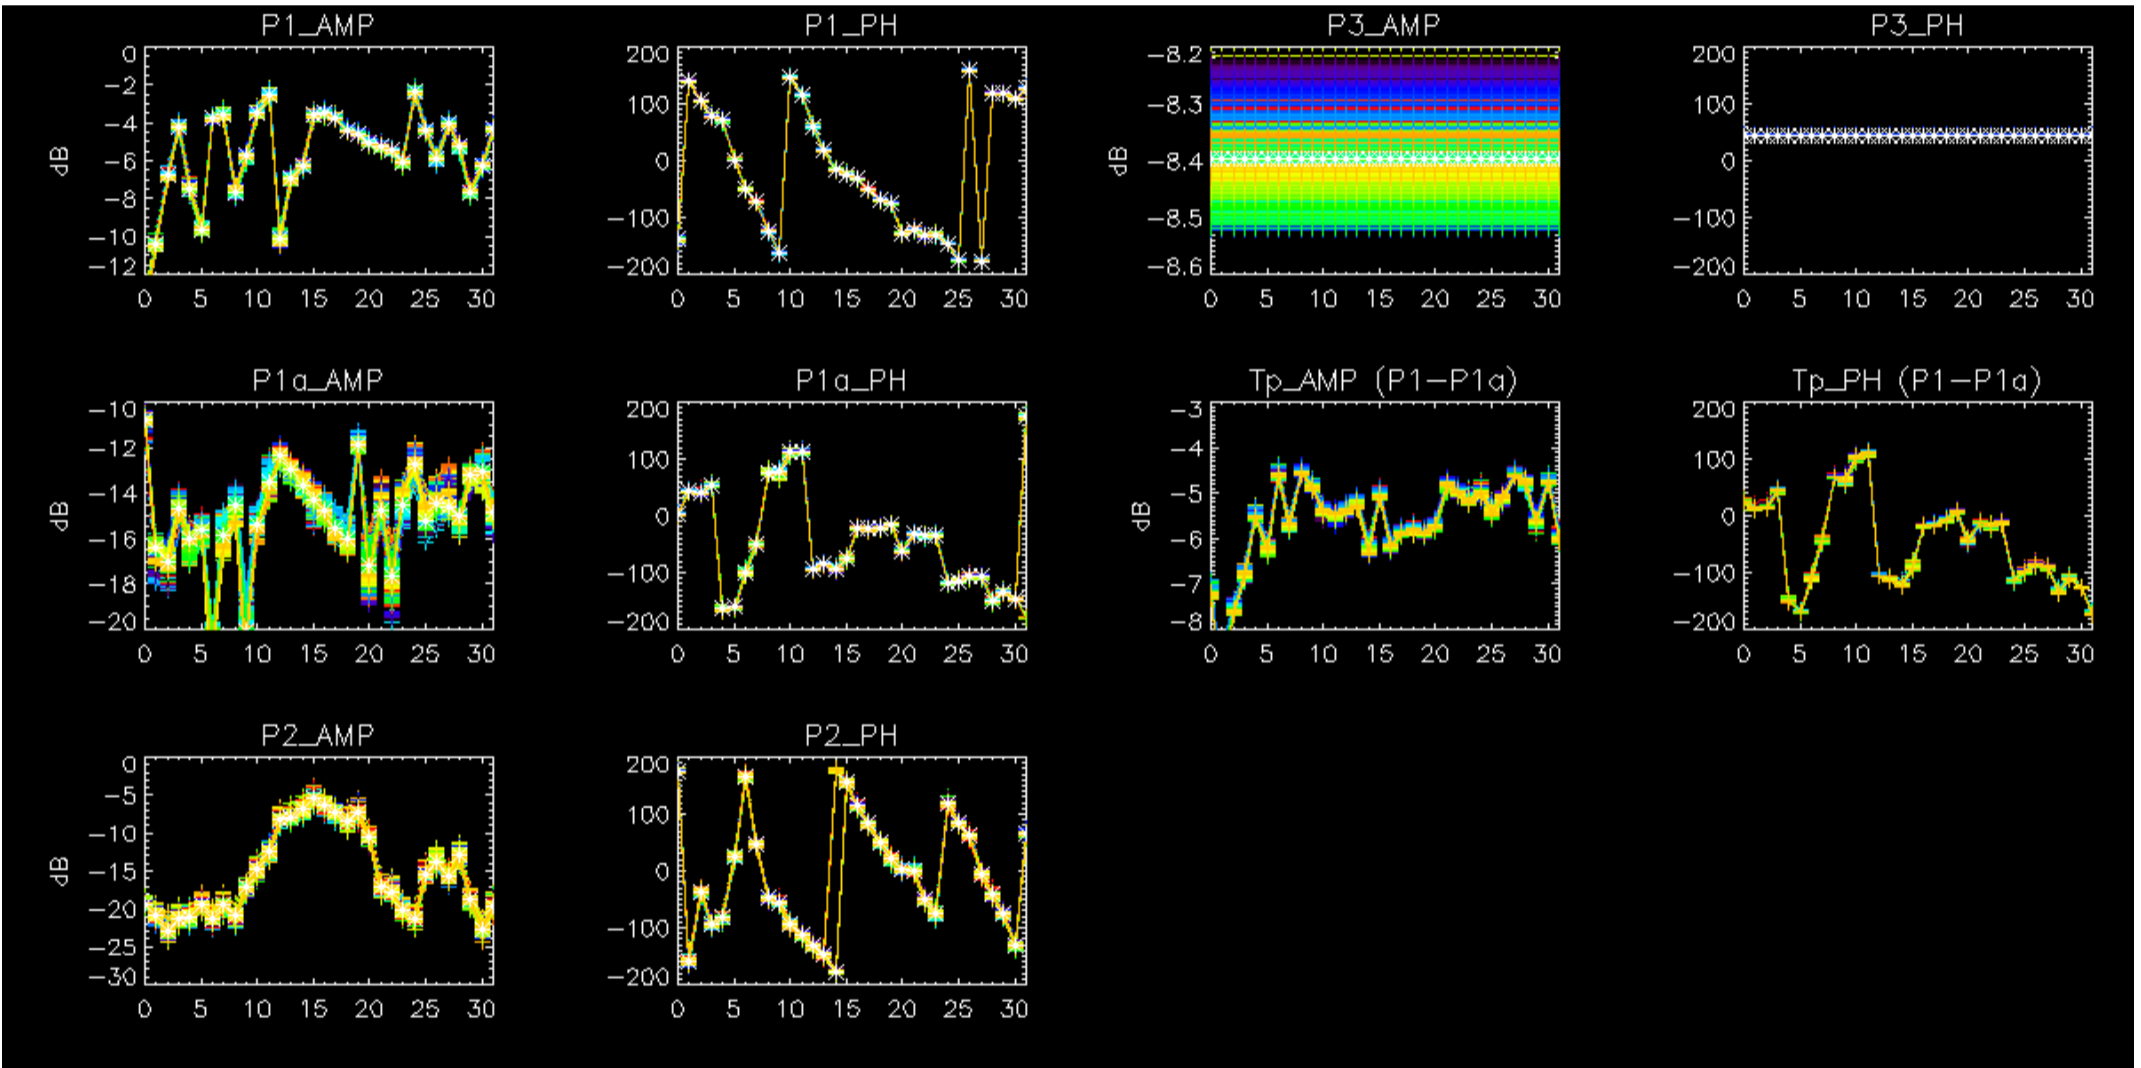 P1_AMP
0
−2
−4
−6
−8
−10
−12
dB
0 5 10 15 20 25 30
P1_PH
200
100
0
−100
−200
0 5 10 15 20 25 30
P3_AMP
−8.2
−8.3
−8.4
−8.5
−8.6
dB
0 5 10 15 20 25 30
P3_PH
200
100
0
−100
−200
0 5 10 15 20 25 30
P1a_AMP
−10
−12
−14
−16
−18
−20
dB
0 5 10 15 20 25 30
P1a_PH
200
100
0
−100
−200
0 5 10 15 20 25 30
Tp_AMP (P1−P1a)
−3
−4
−5
−6
−7
−8
dB
0 5 10 15 20 25 30
Tp_PH (P1−P1a)
200
100
0
−100
−200
0 5 10 15 20 25 30
P2_AMP
0
−5
−10
−15
−20
−25
−30
dB
0 5 10 15 20 25 30
P2_PH
200
100
0
−100
−200
0 5 10 15 20 25 30